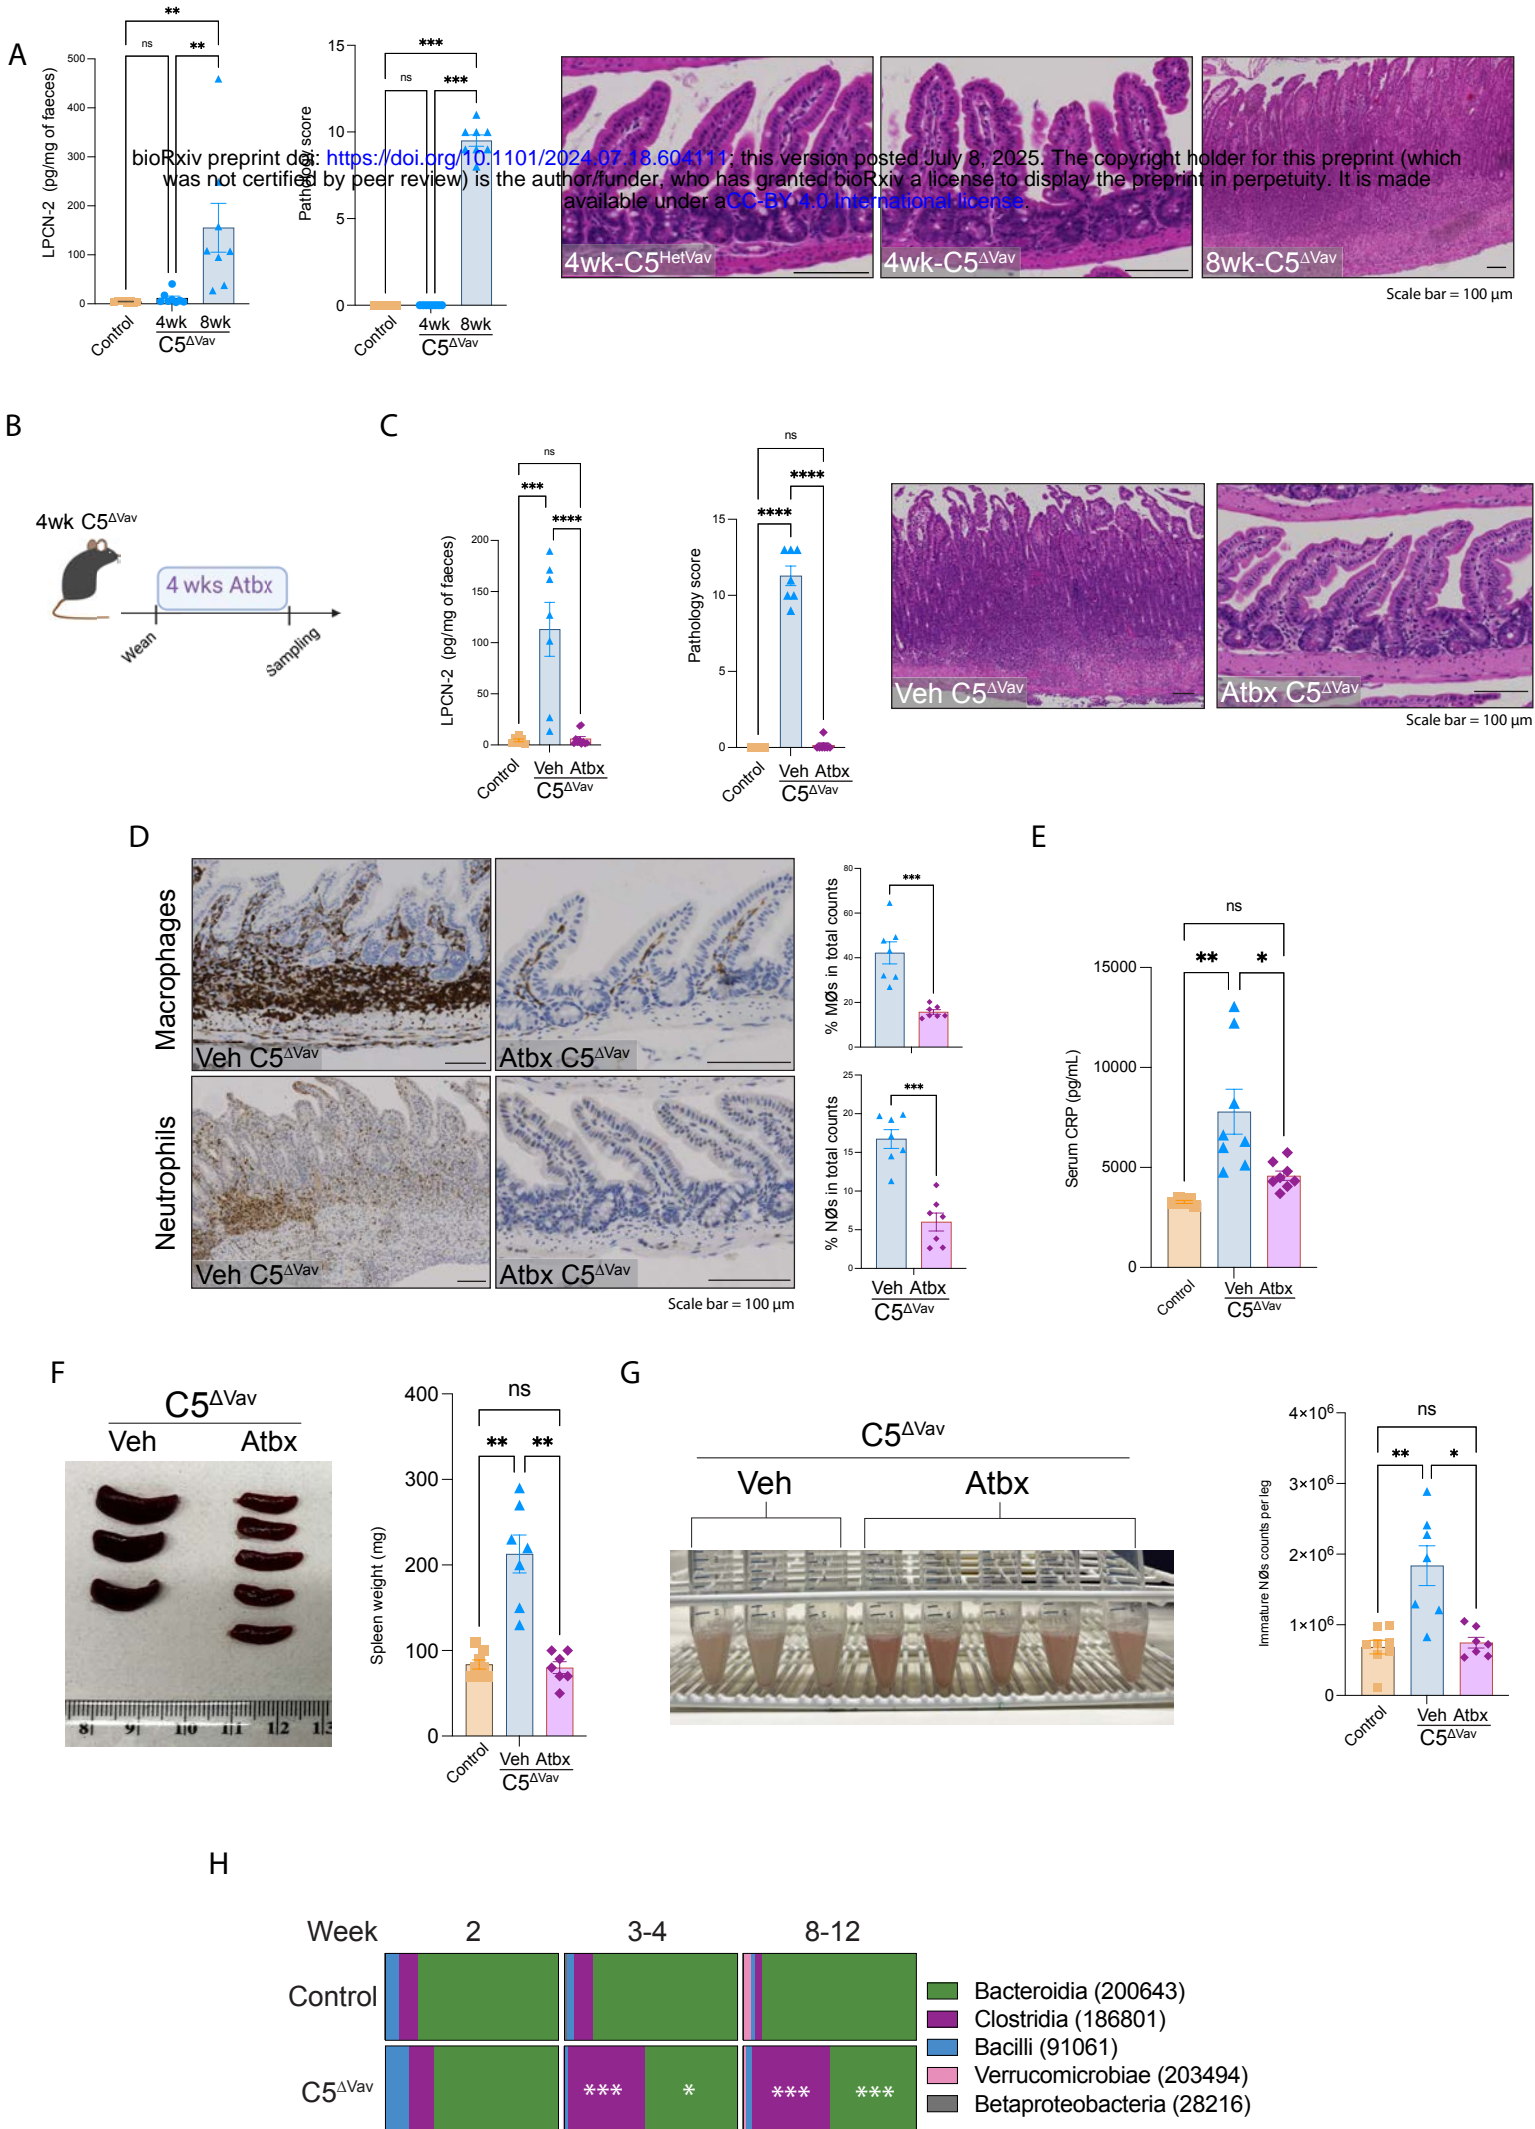 A
**
ns
**
LPCN-2 (pg/mg of faeces)
500
400
300
200
100
0
Control
4wk 8wk
C5ΔVav
***
ns
***
Pathology score
15
10
5
0
Control
4wk 8wk
C5ΔVav
4wk-C5HetVav
4wk-C5ΔVav
8wk-C5ΔVav
Scale bar = 100 µm
bioRxiv preprint doi: https://doi.org/10.1101/2024.07.18.604111; this version posted July 8, 2025. The copyright holder for this preprint (which
was not certified by peer review) is the author/funder, who has granted bioRxiv a license to display the preprint in perpetuity. It is made
available under aCC-BY 4.0 International license.
B
4wk C5ΔVav
4 wks Atbx
Wean
Sampling
C
ns
***
****
LPCN-2 (pg/mg of faeces)
200
150
100
50
0
Control
Veh Atbx
C5ΔVav
ns
****
****
Pathology score
15
10
5
0
Control
Veh Atbx
C5ΔVav
Veh C5ΔVav
Atbx C5ΔVav
Scale bar = 100 µm
D
Macrophages
Veh C5ΔVav
Atbx C5ΔVav
Neutrophils
Veh C5ΔVav
Atbx C5ΔVav
Scale bar = 100 µm
% MØs in total counts
80
60
40
20
0
***
% NØs in total counts
25
20
15
10
5
0
***
Veh Atbx
C5ΔVav
E
ns
**
*
Serum CRP (pg/mL)
15000
10000
5000
0
Control
Veh Atbx
C5ΔVav
F
C5ΔVav
Veh
Atbx
8 9 10 11 12 13
ns
**
**
Spleen weight (mg)
400
300
200
100
0
Control
Veh Atbx
C5ΔVav
G
C5ΔVav
Veh
Atbx
ns
**
*
Immature NØs counts per leg
4×10⁶
3×10⁶
2×10⁶
1×10⁶
0
Control
Veh Atbx
C5ΔVav
H
Week 2 3-4 8-12
Control
C5ΔVav
*** * *** ***
Bacteroidia (200643)
Clostridia (186801)
Bacilli (91061)
Verrucomicrobiae (203494)
Betaproteobacteria (28216)